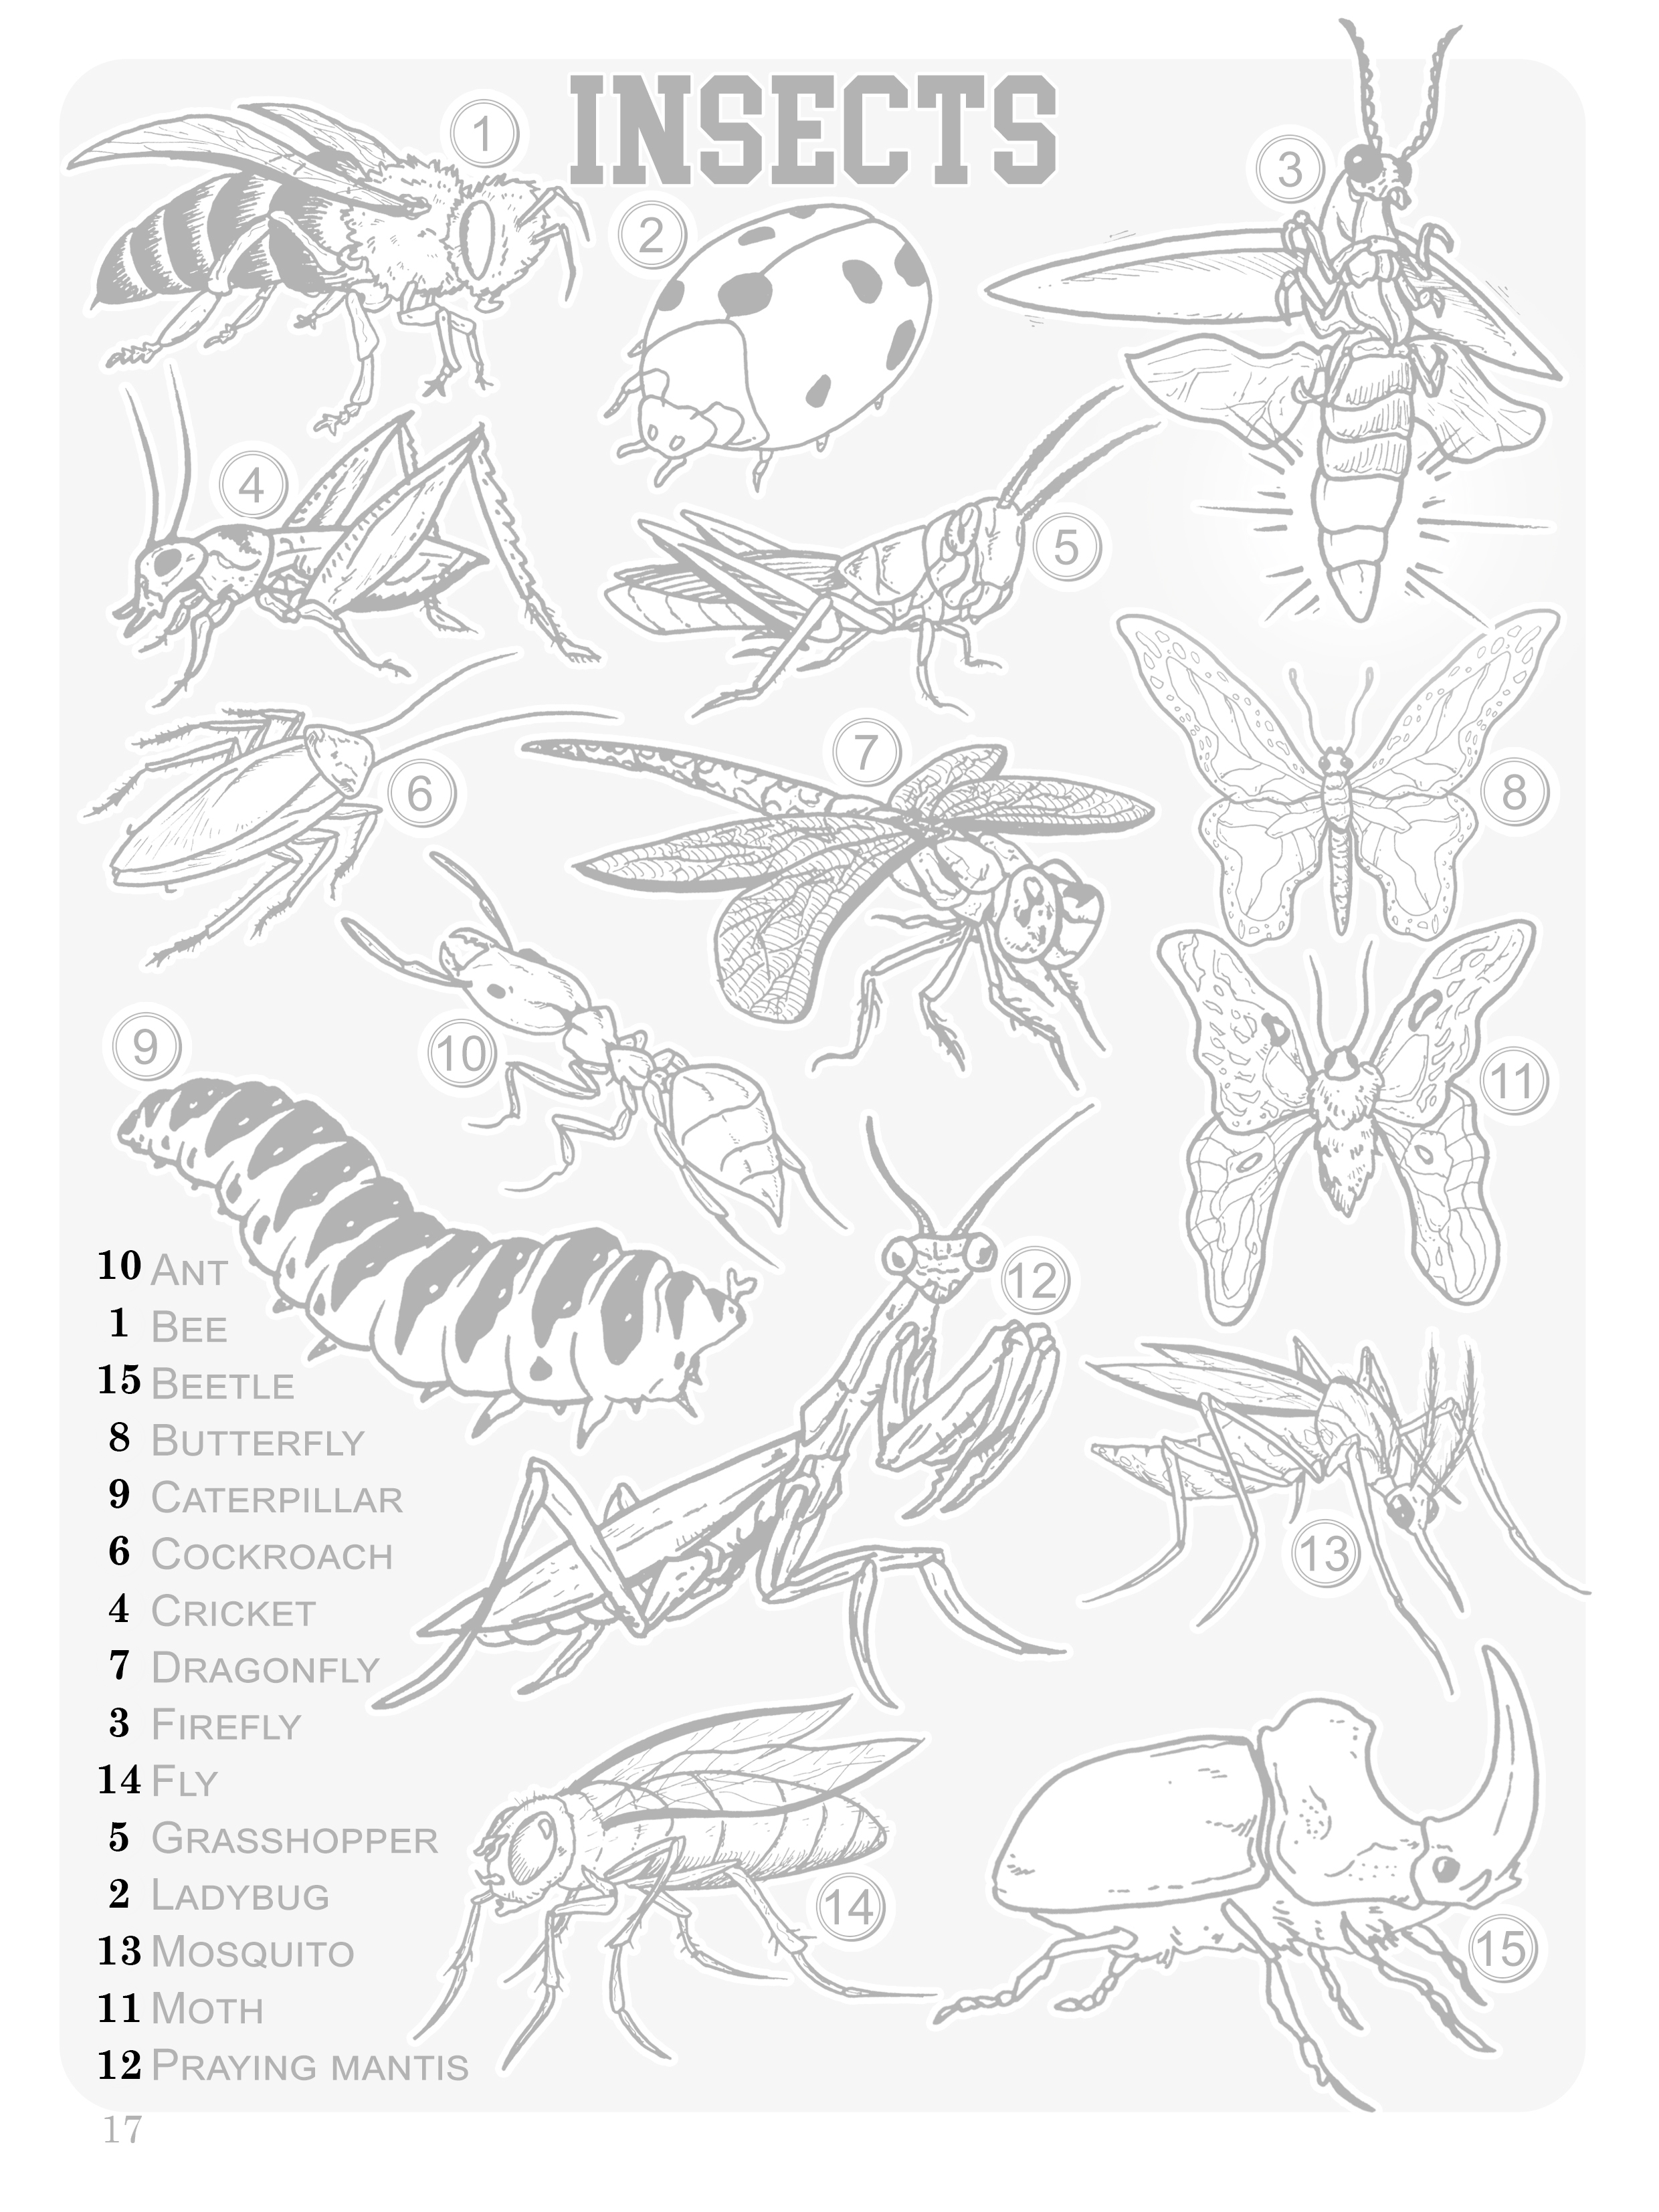 INSECTS
1
2
3
4
5
6
7
8
9
10
11
12
13
14
15
10 ANT
1 BEE
15 BEETLE
8 BUTTERFLY
9 CATERPILLAR
6 COCKROACH
4 CRICKET
7 DRAGONFLY
3 FIREFLY
14 FLY
5 GRASSHOPPER
2 LADYBUG
13 MOSQUITO
11 MOTH
12 PRAYING MANTIS
17